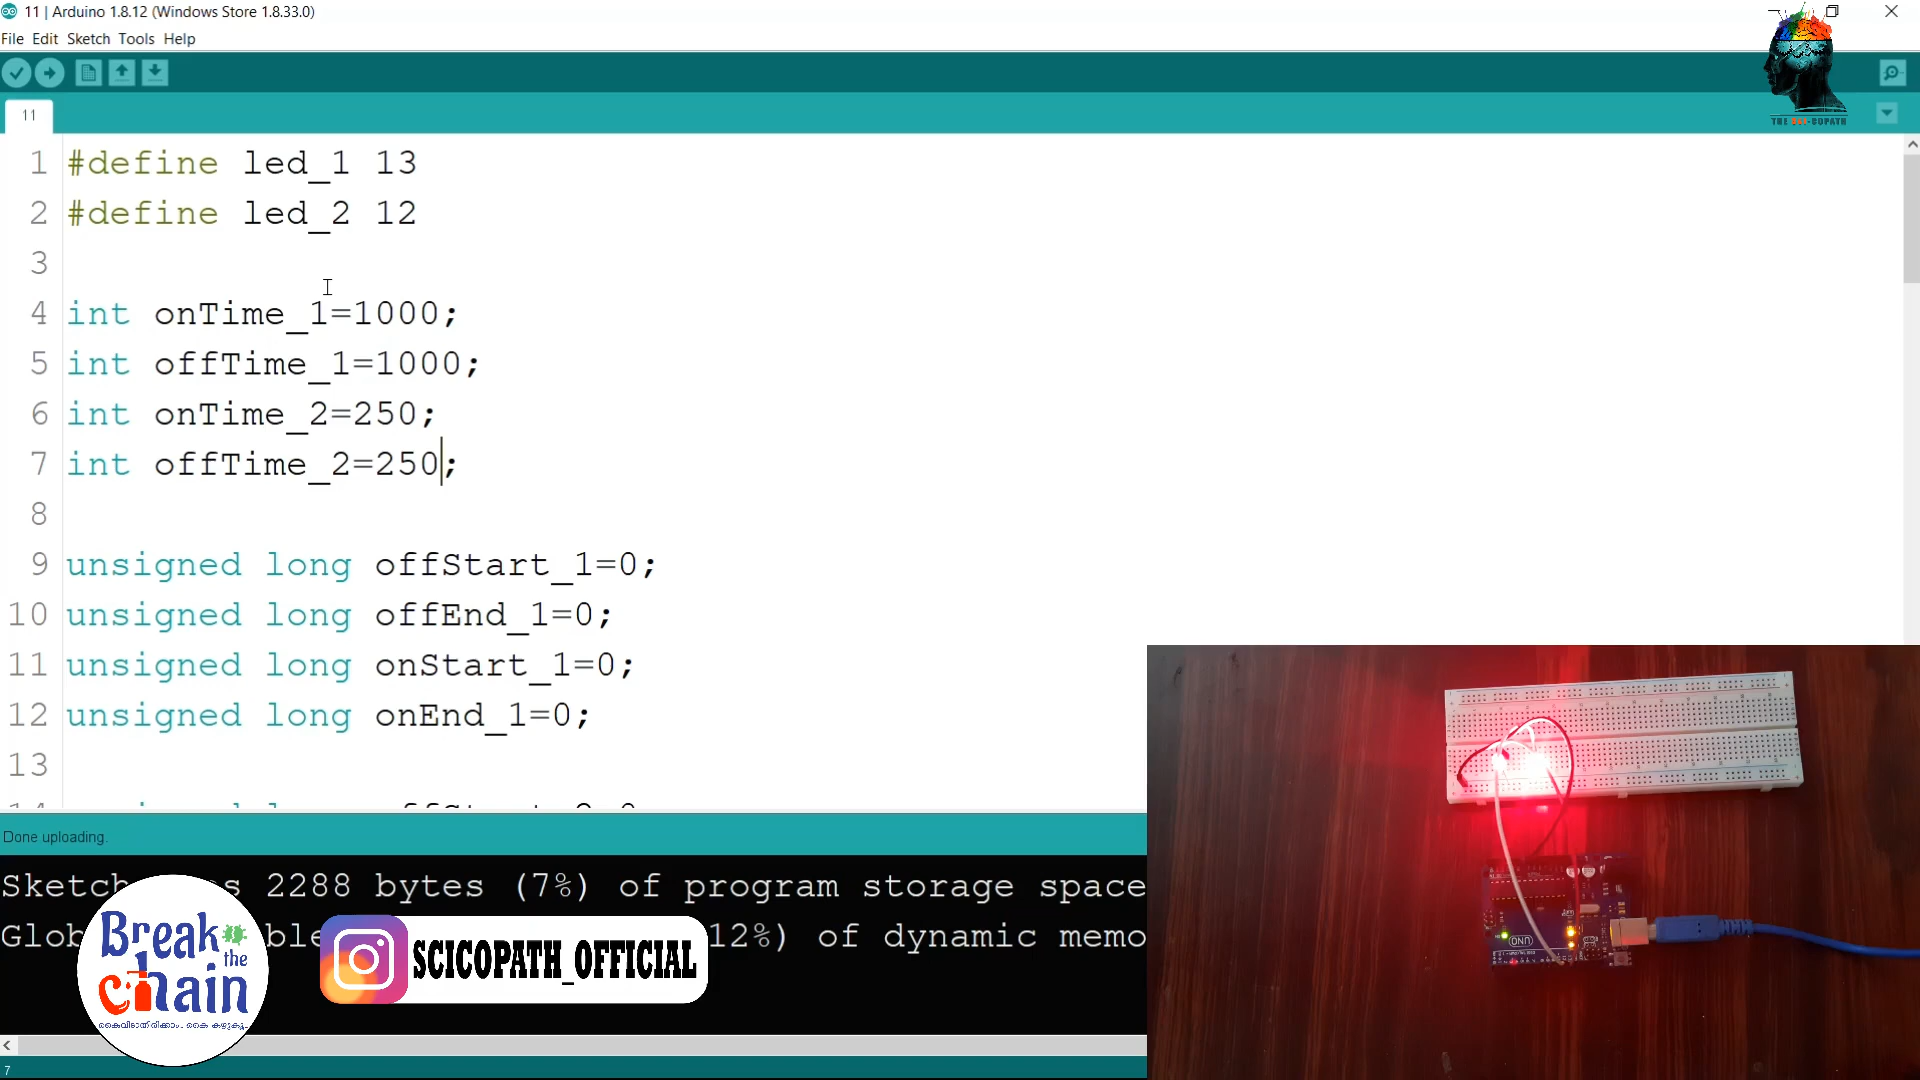 11 | Arduino 1.8.12 (Windows Store 1.8.33.0)
File Edit Sketch Tools Help
11
1 #define led_1 13
2 #define led_2 12
3
4 int onTime_1=1000;
5 int offTime_1=1000;
6 int onTime_2=250;
7 int offTime_2=250;
8
9 unsigned long offStart_1=0;
10 unsigned long offEnd_1=0;
11 unsigned long onStart_1=0;
12 unsigned long onEnd_1=0;
13
Done uploading.
Sketch s 2288 bytes (7%) of program storage space
Glob ble 12%) of dynamic memo
Break
the
chain
SCICOPATH_OFFICIAL
7
THE SCI-COPATH
UNO